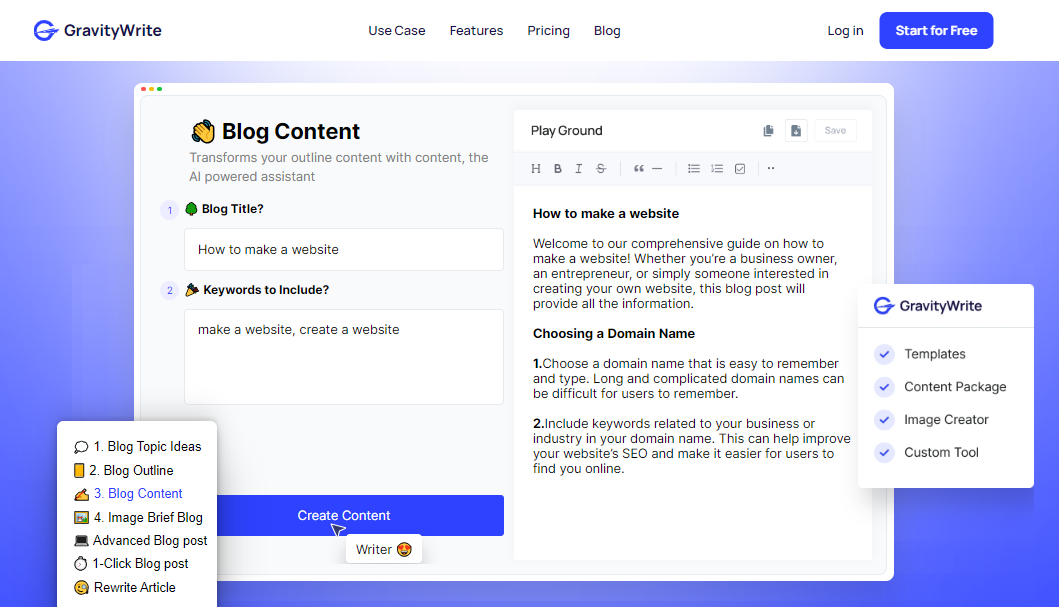 GravityWrite
Use Case
Features
Pricing
Blog
Log in
Start for Free
Blog Content
Transforms your outline content with content, the
AI powered assistant
1 Blog Title?
How to make a website
2 Keywords to Include?
make a website, create a website
Create Content
Writer
1. Blog Topic Ideas
2. Blog Outline
3. Blog Content
4. Image Brief Blog
Advanced Blog post
1-Click Blog post
Rewrite Article
Play Ground
Save
H B I S
How to make a website
Welcome to our comprehensive guide on how to
make a website! Whether you're a business owner,
an entrepreneur, or simply someone interested in
creating your own website, this blog post will
provide all the information.
Choosing a Domain Name
1.Choose a domain name that is easy to remember
and type. Long and complicated domain names can
be difficult for users to remember.
2.Include keywords related to your business or
industry in your domain name. This can help improve
your website's SEO and make it easier for users to
find you online.
GravityWrite
Templates
Content Package
Image Creator
Custom Tool